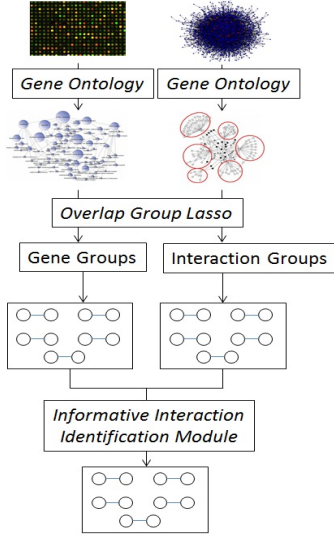 Gene Ontology
Gene Ontology
Overlap Group Lasso
Gene Groups
Interaction Groups
Informative Interaction
Identification Module